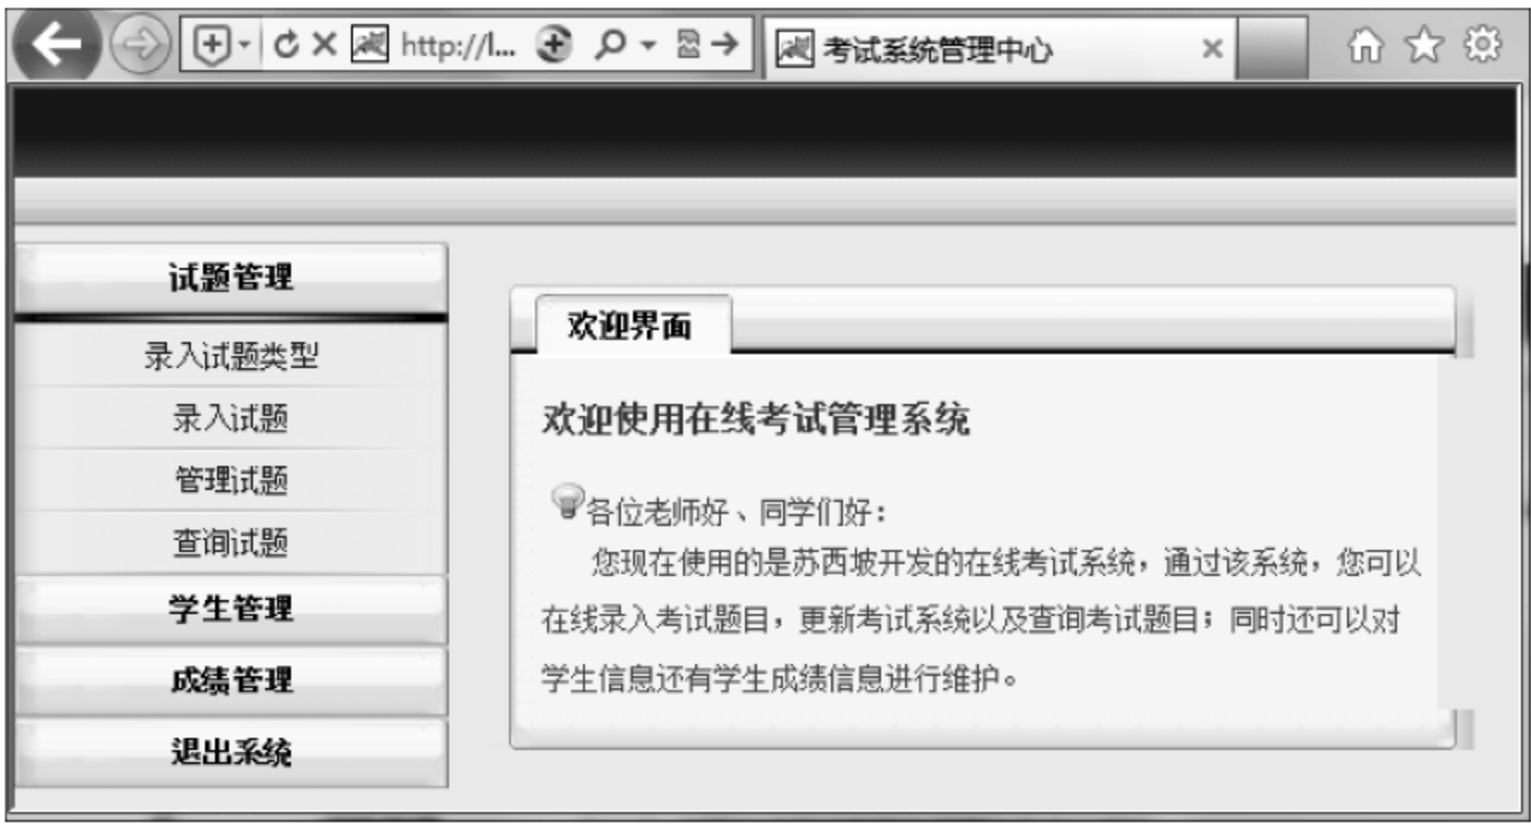 http://l...
考试系统管理中心
试题管理
录入试题类型
录入试题
管理试题
查询试题
学生管理
成绩管理
退出系统
欢迎界面
欢迎使用在线考试管理系统
各位老师好、同学们好：
您现在使用的是苏西坡开发的在线考试系统，通过该系统，您可以
在线录入考试题目，更新考试系统以及查询考试题目；同时还可以对
学生信息还有学生成绩信息进行维护。